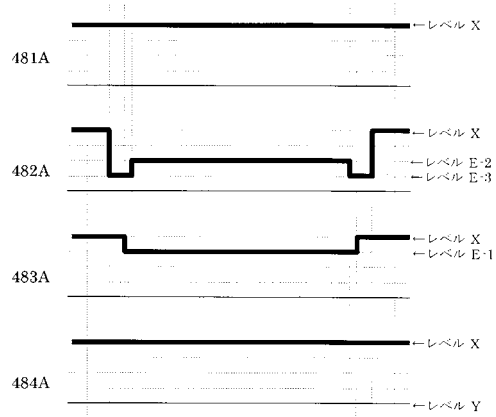 ←レベル X
481A
←レベル X
←レベル E-2
482A
←レベル E-3
←レベル X
←レベル E-1
483A
←レベル X
484A
←レベル Y